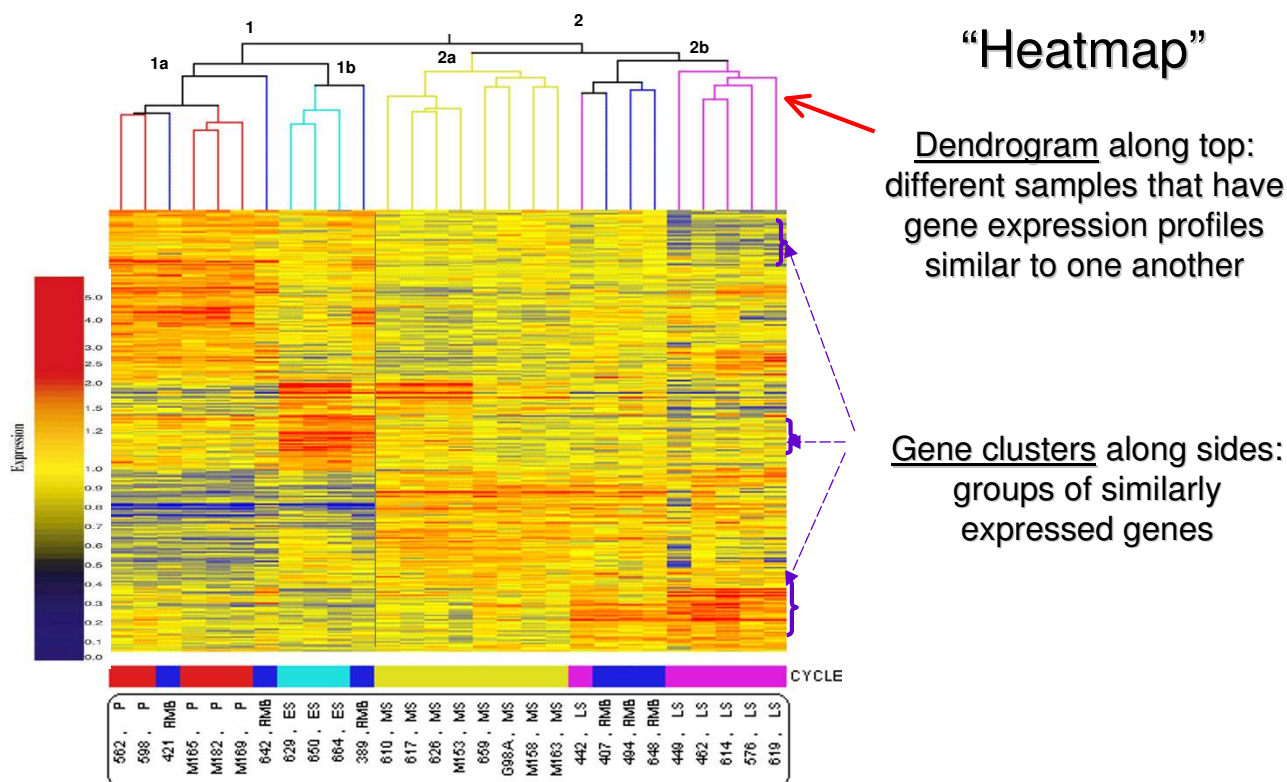 1
2
1a
1b
2a
2b
“Heatmap”
Dendrogram along top:
different samples that have
gene expression profiles
similar to one another
Gene clusters along sides:
groups of similarly
expressed genes
Expression
5.0
4.0
3.0
2.5
2.0
1.5
1.2
1.0
0.9
0.8
0.7
0.6
0.5
0.4
0.3
0.2
0.1
0.0
CYCLE
562 , P
598 , P
421 , RMB
M165 , P
M182 , P
M169 , P
642 , RMB
629 , ES
650 , ES
664 , ES
389 , RMB
610 , MS
617 , MS
626 , MS
M153 , MS
659 , MS
G98A , MS
M158 , MS
M163 , MS
442 , LS
407 , RMB
494 , RMB
648 , RMB
449 , LS
462 , LS
614 , LS
576 , LS
619 , LS